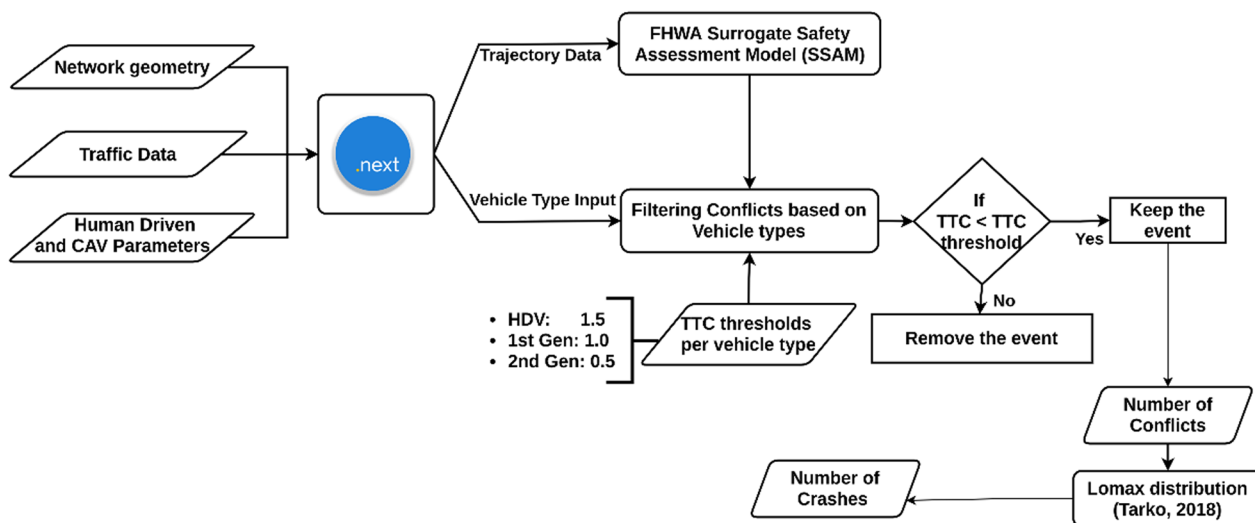 Network geometry
Traffic Data
Human Driven
and CAV Parameters
.next
Trajectory Data
Vehicle Type Input
FHWA Surrogate Safety
Assessment Model (SSAM)
Filtering Conflicts based on
Vehicle types
• HDV: 1.5
• 1st Gen: 1.0
• 2nd Gen: 0.5
TTC thresholds
per vehicle type
If
TTC < TTC
threshold
Yes
No
Keep the
event
Remove the event
Number of
Conflicts
Lomax distribution
(Tarko, 2018)
Number of
Crashes